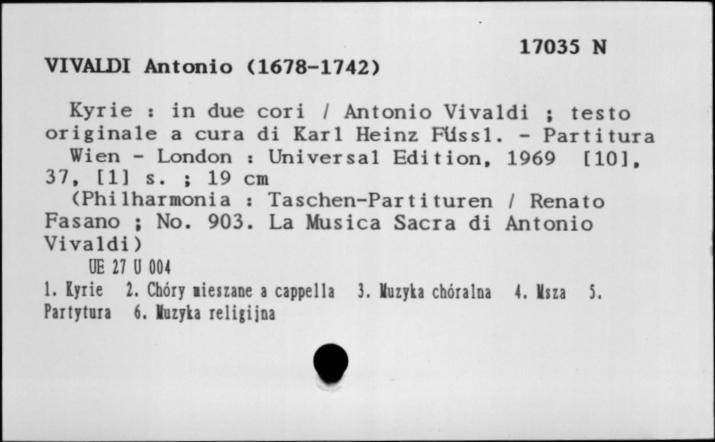 17035 N
VIVALDI Antonio (1678-1742)
Kyrie : in due cori / Antonio Vivaldi ; testo
originale a cura di Karl Heinz Füssl. - Partitura
Wien - London : Universal Edition, 1969 [10],
37, [1] s. ; 19 cm
(Philharmonia : Taschen-Partituren / Renato
Fasano ; No. 903. La Musica Sacra di Antonio
Vivaldi)
UE 27 U 004
1. Kyrie 2. Chóry mieszane a cappella 3. Muzyka chóralna 4. Msza 5.
Partytura 6. Muzyka religijna